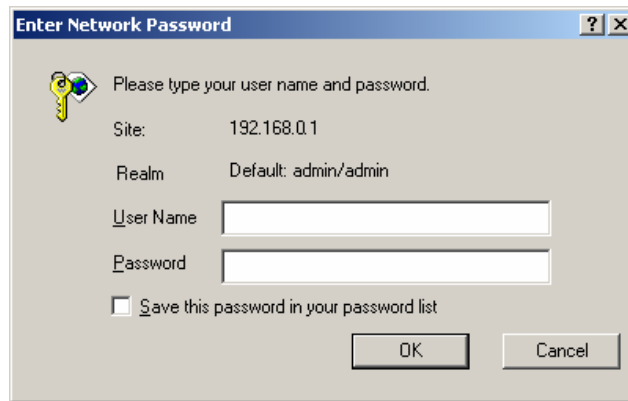 Enter Network Password
Please type your user name and password.
Site: 192.168.0.1
Realm Default: admin/admin
User Name
Password
Save this password in your password list
OK Cancel